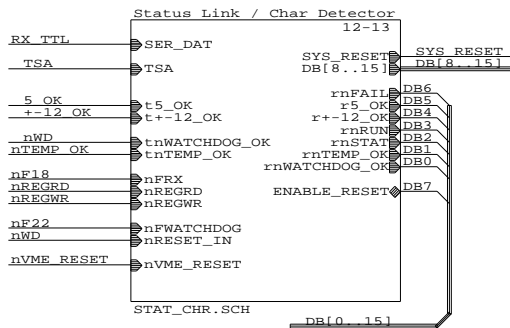 Status Link / Char Detector
12-13
RX_TTL
SER_DAT
SYS_RESET
SYS_RESET
TSA
TSA
DB[8..15]
DB[8..15]
rnFAIL
DB6
5_OK
t5_OK
r5_OK
DB5
+-12_OK
t+-12_OK
r+-12_OK
DB4
rnRUN
DB3
nWD
tnWATCHDOG_OK
rnSTAT
DB2
nTEMP_OK
tnTEMP_OK
rnTEMP_OK
DB1
rnWATCHDOG_OK
DB0
nF18
nFRX
nREGRD
nREGRD
ENABLE_RESET
DB7
nREGWR
nREGWR
nF22
nFWATCHDOG
nWD
nRESET_IN
nVME_RESET
nVME_RESET
STAT_CHR.SCH
DB[0..15]